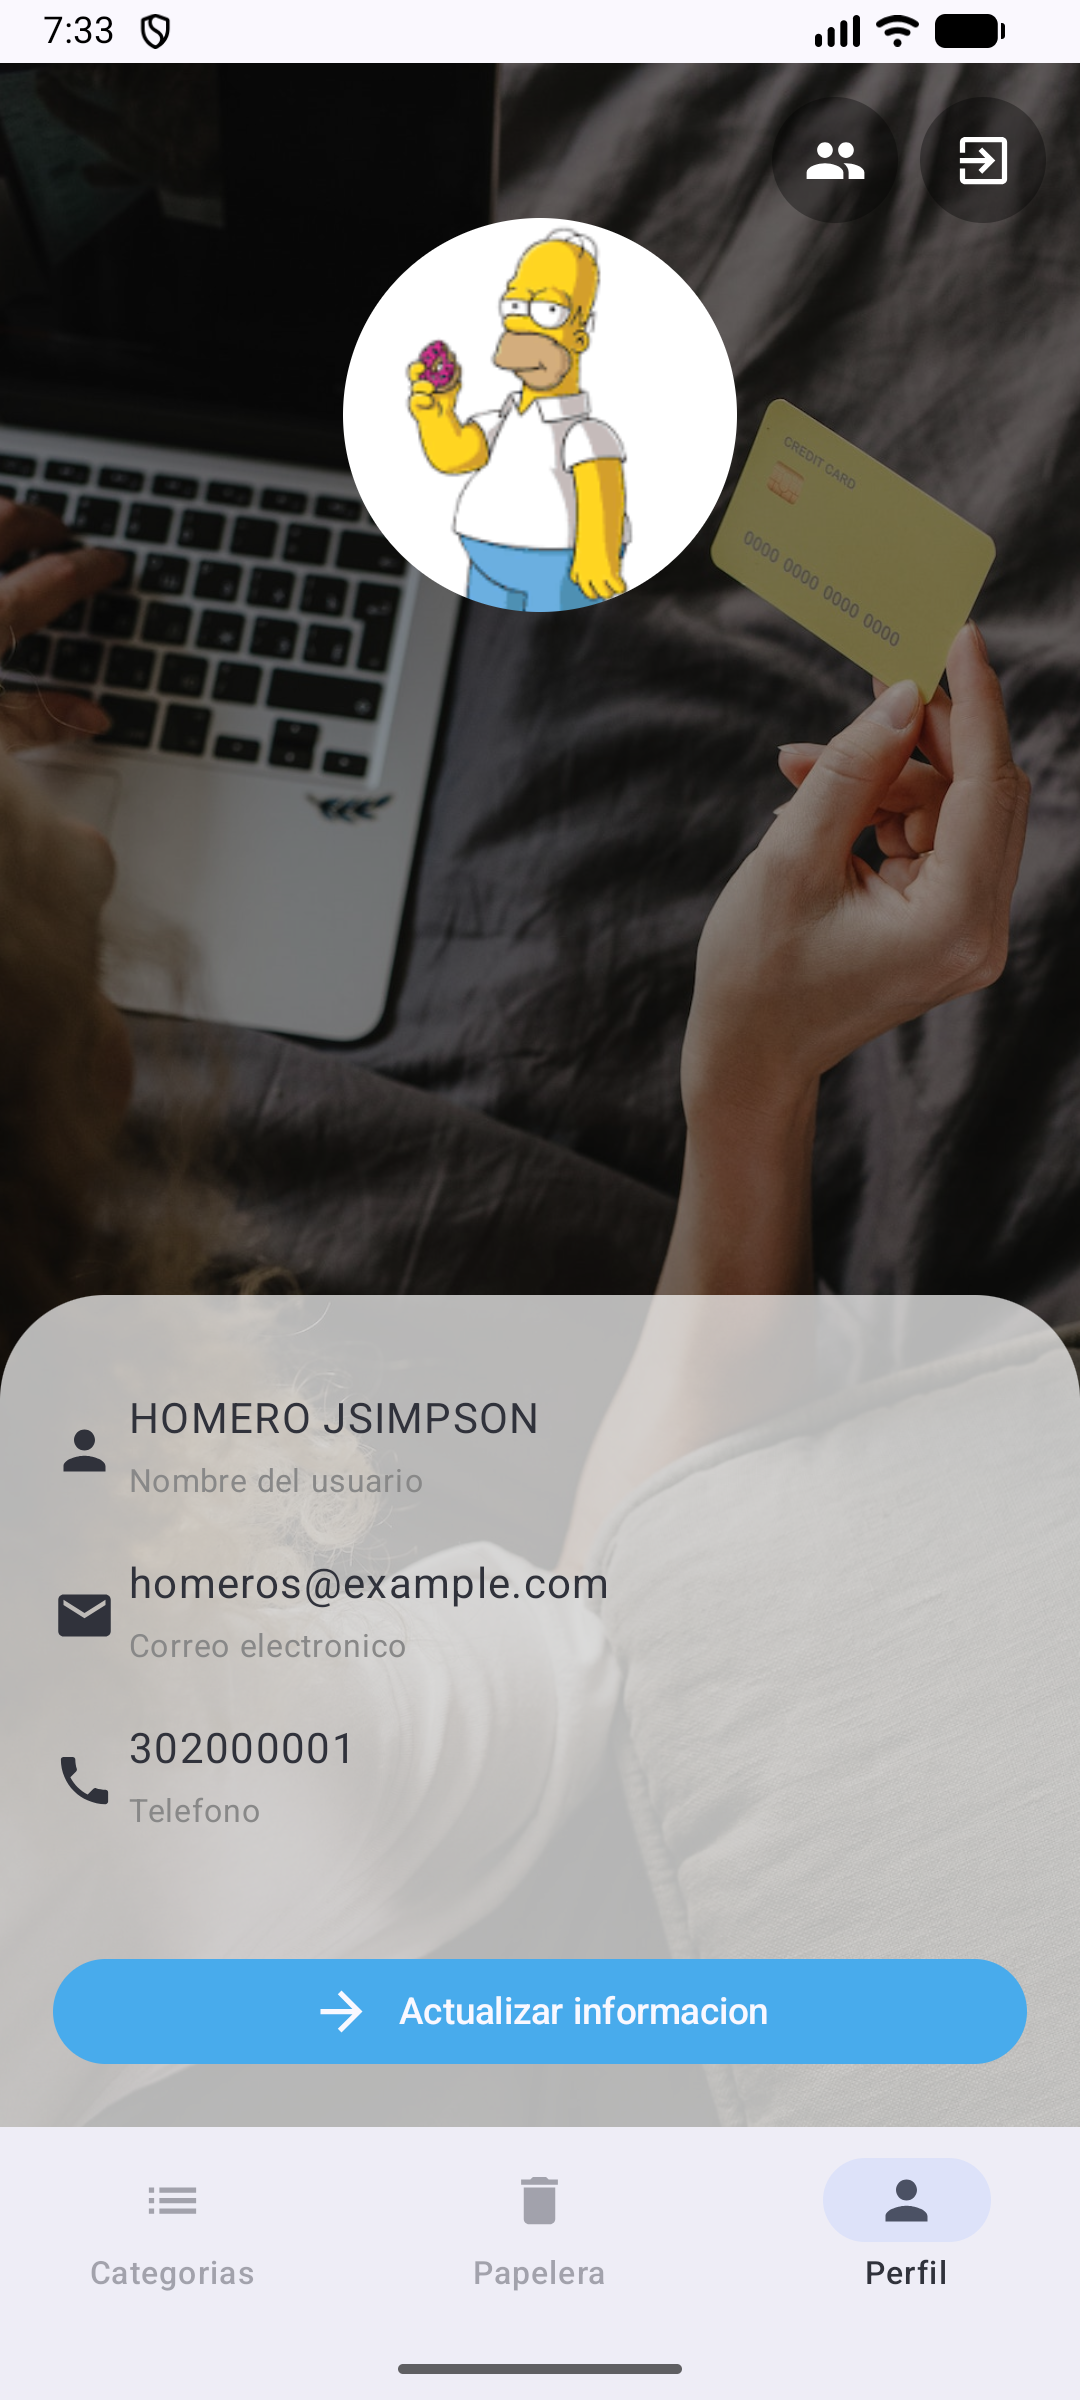 7:33
CREDIT CARD
0000 0000 0000 0000
HOMERO JSIMPSON
Nombre del usuario
homeros@example.com
Correo electronico
302000001
Telefono
Actualizar informacion
Categorias
Papelera
Perfil